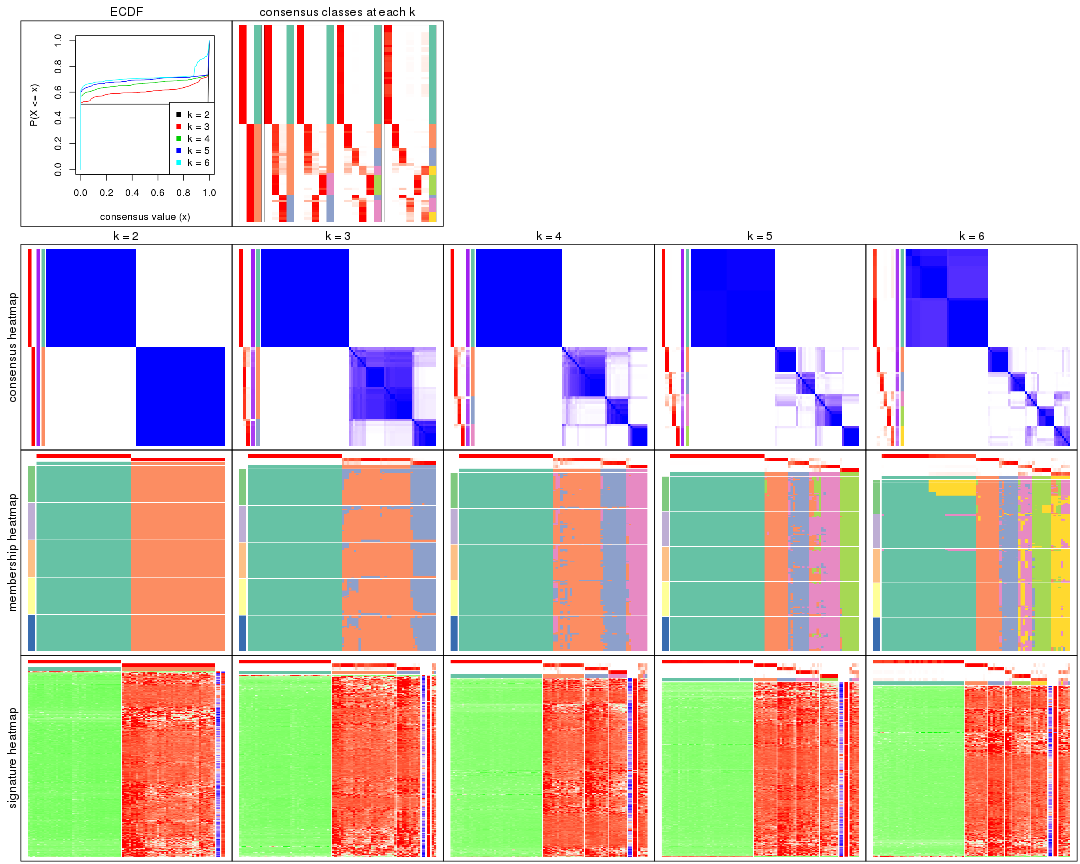 ECDF
consensus classes at each k
P(X <= x)
0.0
0.2
0.4
0.6
0.8
1.0
k = 2
k = 3
k = 4
k = 5
k = 6
0.0 0.2 0.4 0.6 0.8 1.0
consensus value (x)
k = 2
k = 3
k = 4
k = 5
k = 6
consensus heatmap
membership heatmap
signature heatmap